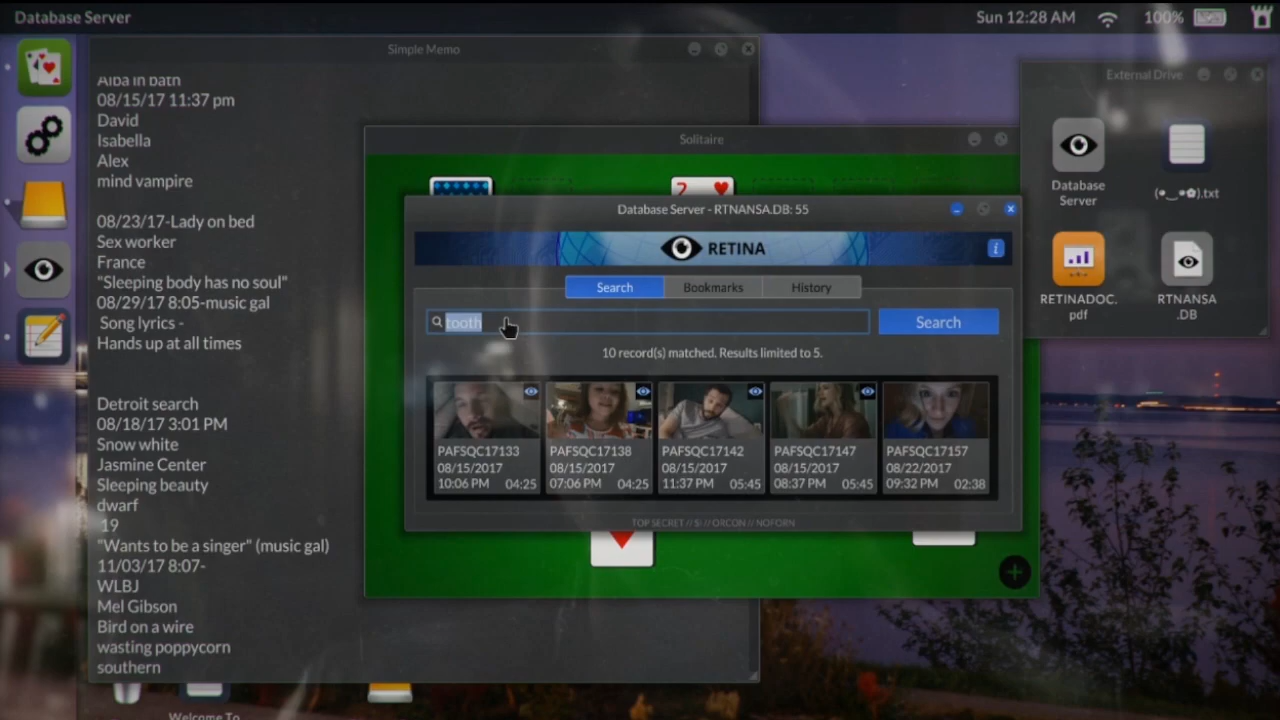 Database Server
Sun 12:28 AM
100%
Simple Memo
Alba in bath
08/15/17 11:37 pm
David
Isabella
Alex
mind vampire
08/23/17-Lady on bed
Sex worker
France
"Sleeping body has no soul"
08/29/17 8:05-music gal
Song lyrics -
Hands up at all times
Detroit search
08/18/17 3:01 PM
Snow white
Jasmine Center
Sleeping beauty
dwarf
19
"Wants to be a singer" (music gal)
11/03/17 8:07-
WLBJ
Mel Gibson
Bird on a wire
wasting poppycorn
southern
Solitaire
2
Database Server - RTNANSA.DB: 55
RETINA
i
Search
Bookmarks
History
tooth
Search
10 record(s) matched. Results limited to 5.
PAFSQC17133
08/15/2017
10:06 PM 04:25
PAFSQC17138
08/15/2017
07:06 PM 04:25
PAFSQC17142
08/15/2017
11:37 PM 05:45
PAFSQC17147
08/15/2017
08:37 PM 05:45
PAFSQC17157
08/22/2017
09:32 PM 02:38
TOP SECRET // SI // ORCON // NOFORN
External Drive
Database
Server
(•‿•✿).txt
RETINADOC.
pdf
RTNANSA
.DB
Welcome To